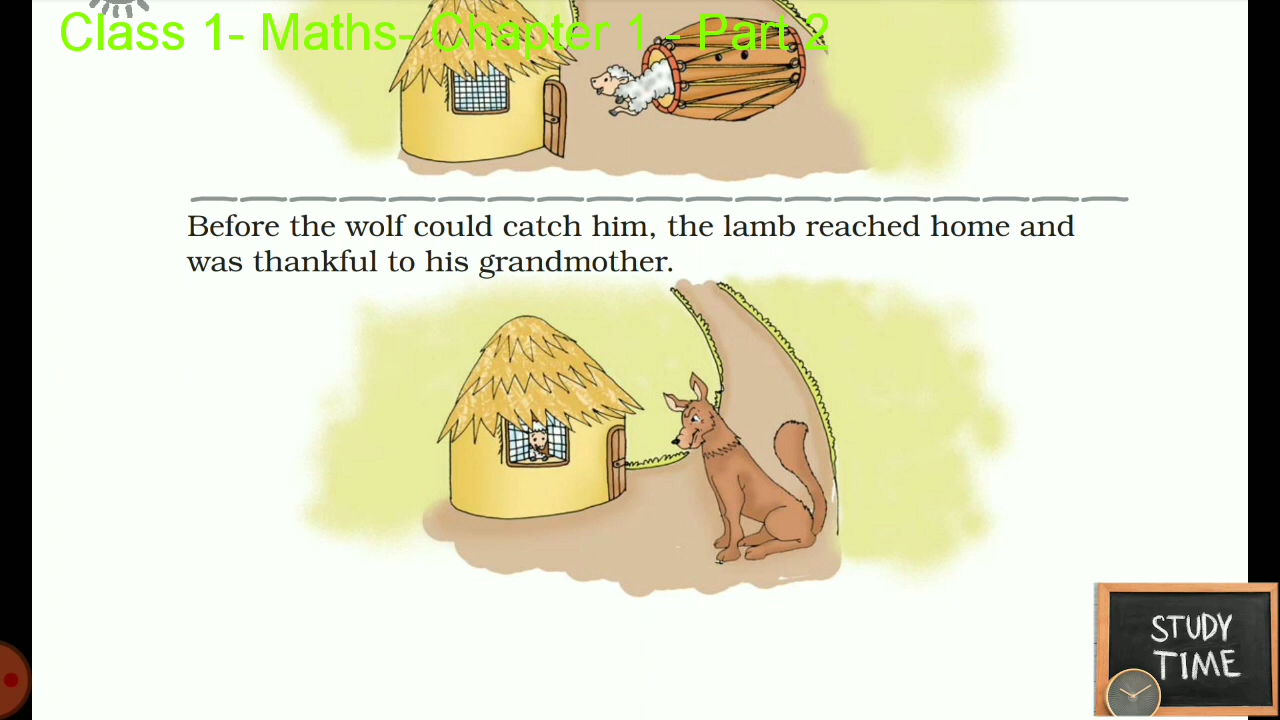 Class 1- Maths- Chapter 1 - Part 2
Before the wolf could catch him, the lamb reached home and
was thankful to his grandmother.
STUDY
TIME